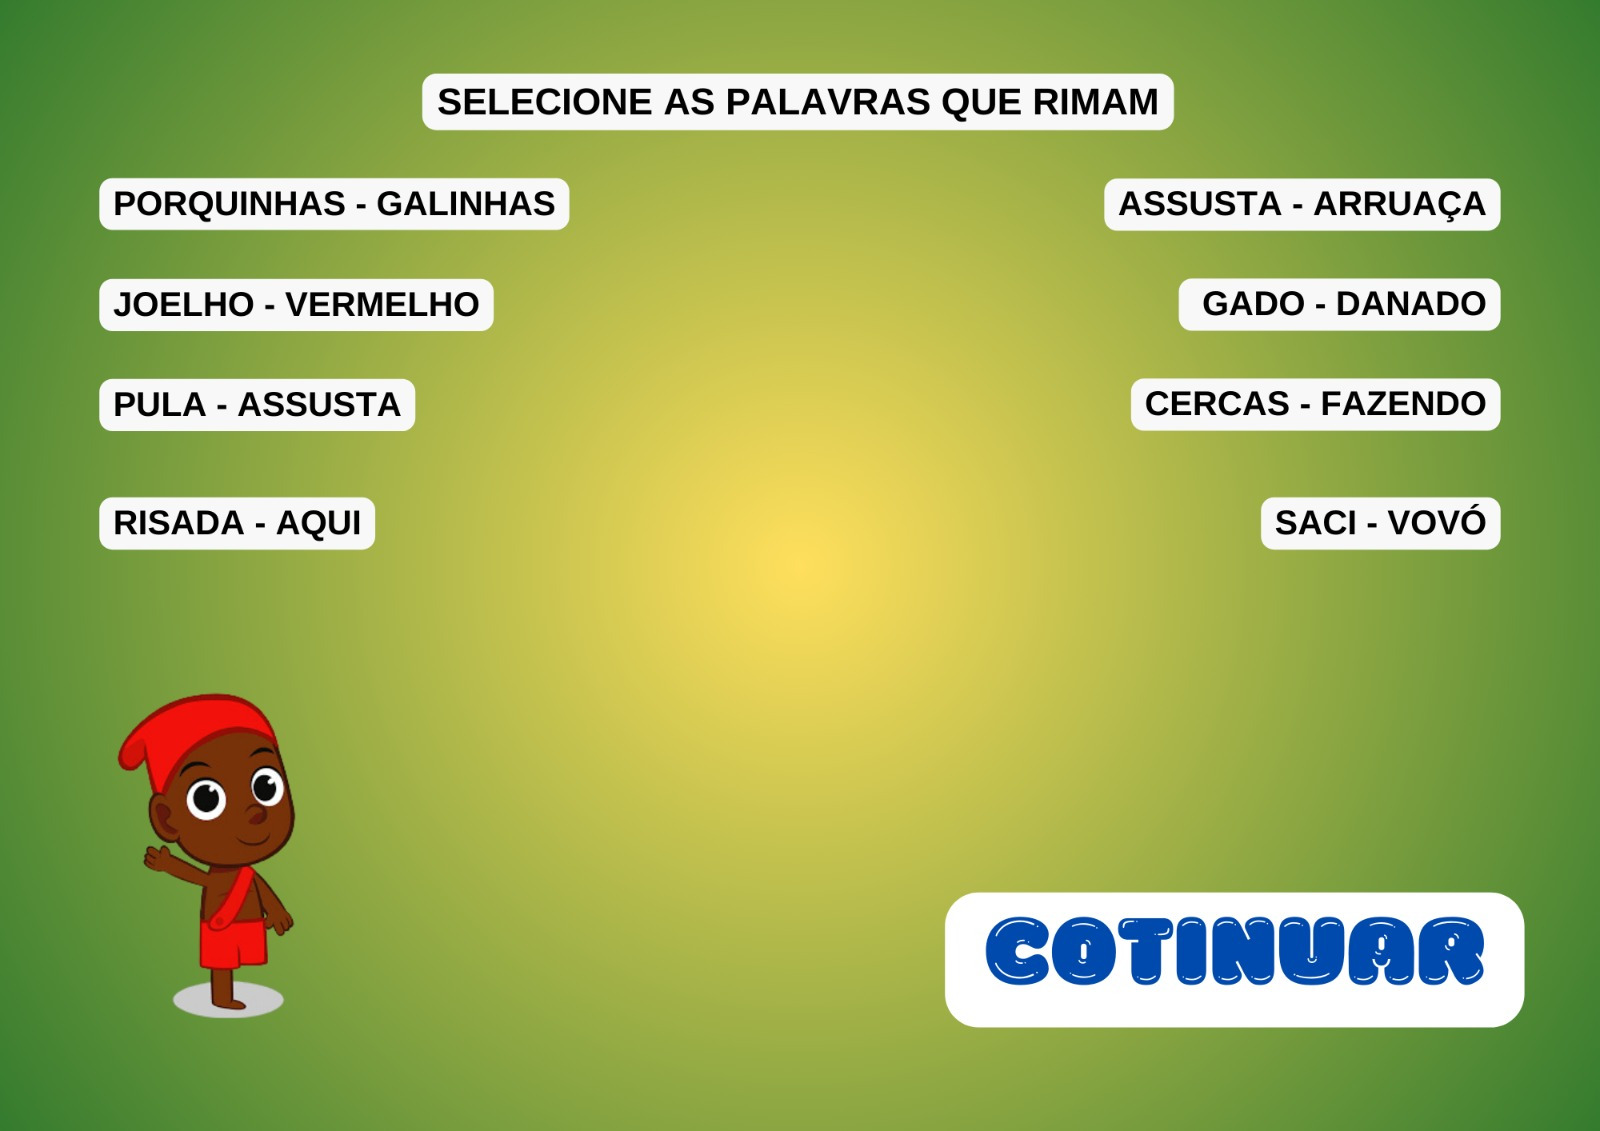 SELECIONE AS PALAVRAS QUE RIMAM
PORQUINHAS - GALINHAS
ASSUSTA - ARRUAÇA
JOELHO - VERMELHO
GADO - DANADO
PULA - ASSUSTA
CERCAS - FAZENDO
RISADA - AQUI
SACI - VOVÓ
COTINUAR